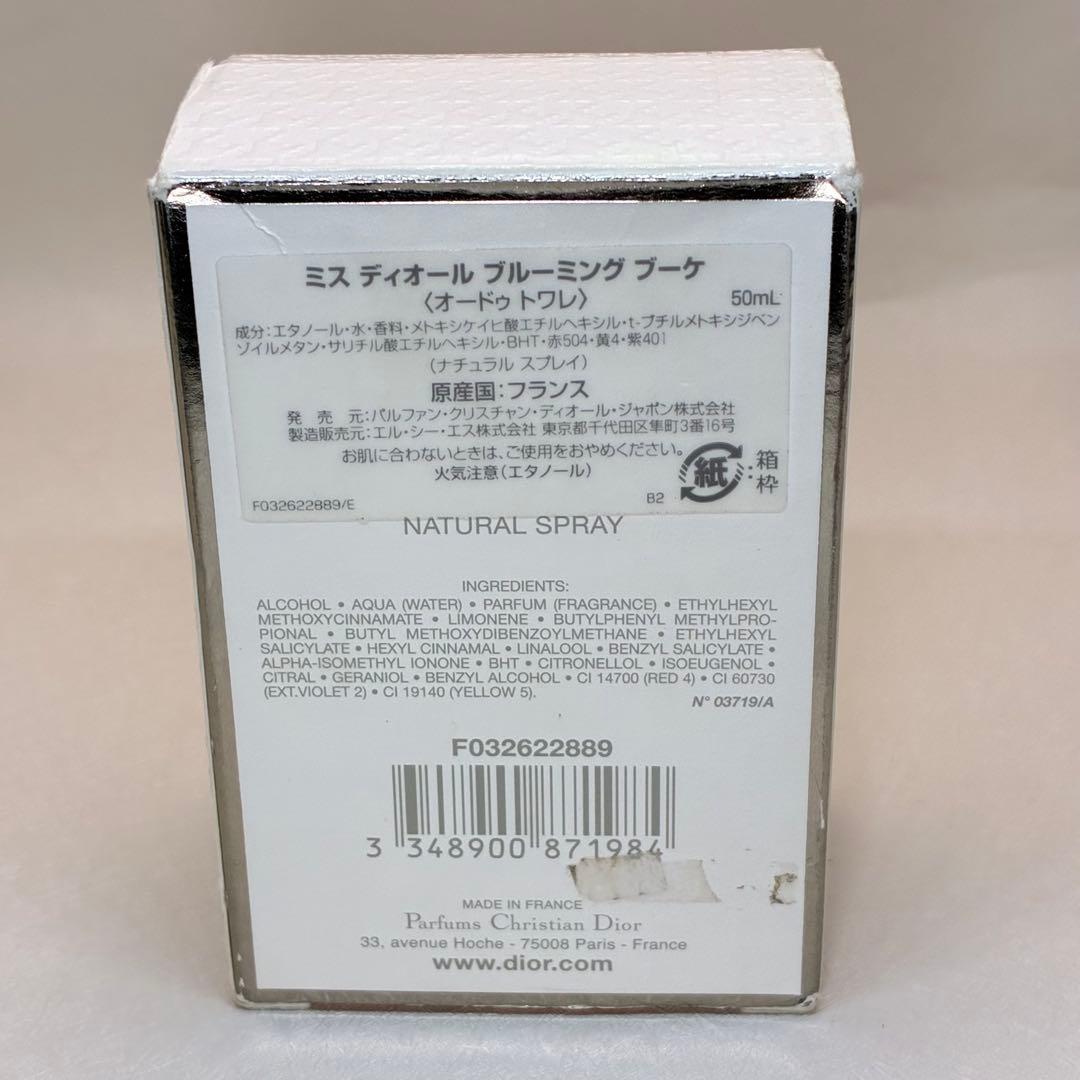 ミス ディオール ブルーミング ブーケ
〈オードゥ トワレ〉 50mL
成分:エタノール・水・香料・メトキシケイヒ酸エチルヘキシル・t-ブチルメトキシジベン
ゾイルメタン・サリチル酸エチルヘキシル・BHT・赤504・黄4・紫401
(ナチュラル スプレイ)
原産国:フランス
発 売 元:パルファン・クリスチャン・ディオール・ジャポン株式会社
製造販売元:エル・シー・エス株式会社 東京都千代田区隼町3番16号
お肌に合わないときは、ご使用をおやめください。
火気注意(エタノール)
紙:箱
枠
F032622889/E B2
NATURAL SPRAY
INGREDIENTS:
ALCOHOL • AQUA (WATER) • PARFUM (FRAGRANCE) • ETHYLHEXYL
METHOXYCINNAMATE • LIMONENE • BUTYLPHENYL METHYLPRO-
PIONAL • BUTYL METHOXYDIBENZOYLMETHANE • ETHYLHEXYL
SALICYLATE • HEXYL CINNAMAL • LINALOOL • BENZYL SALICYLATE •
ALPHA-ISOMETHYL IONONE • BHT • CITRONELLOL • ISOEUGENOL •
CITRAL • GERANIOL • BENZYL ALCOHOL • CI 14700 (RED 4) • CI 60730
(EXT.VIOLET 2) • CI 19140 (YELLOW 5).
N° 03719/A
F032622889
3 348900 871984
MADE IN FRANCE
Parfums Christian Dior
33, avenue Hoche - 75008 Paris - France
www.dior.com